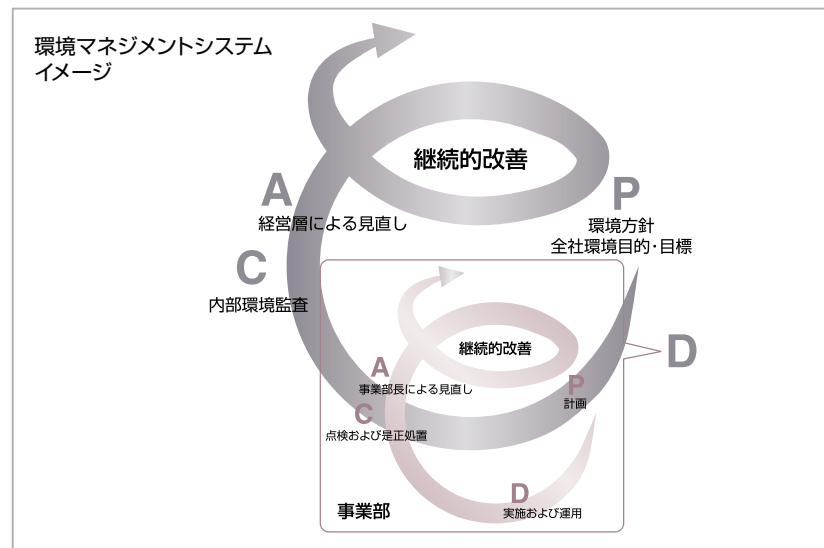 環境マネジメントシステム
イメージ
継続的改善
A
経営層による見直し
P
環境方針
全社環境目的・目標
C
内部環境監査
D
継続的改善
A
事業部長による見直し
P
計画
C
点検および是正処置
D
実施および運用
事業部